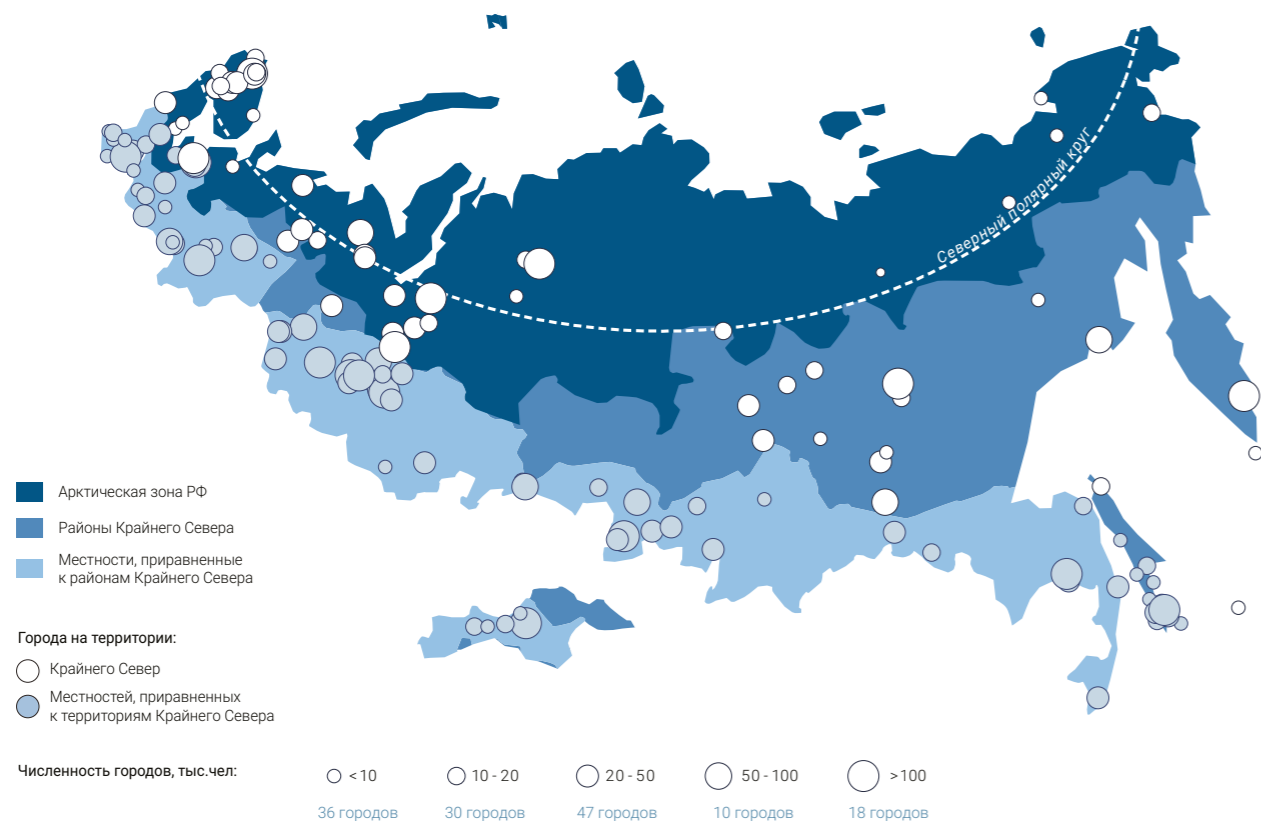 Северный полярный круг
Арктическая зона РФ
Районы Крайнего Севера
Местности, приравненные
к районам Крайнего Севера
Города на территории:
Крайнего Север
Местностей, приравненных
к территориям Крайнего Севера
Численность городов, тыс.чел:
<10
10 - 20
20 - 50
50 - 100
>100
36 городов
30 городов
47 городов
10 городов
18 городов